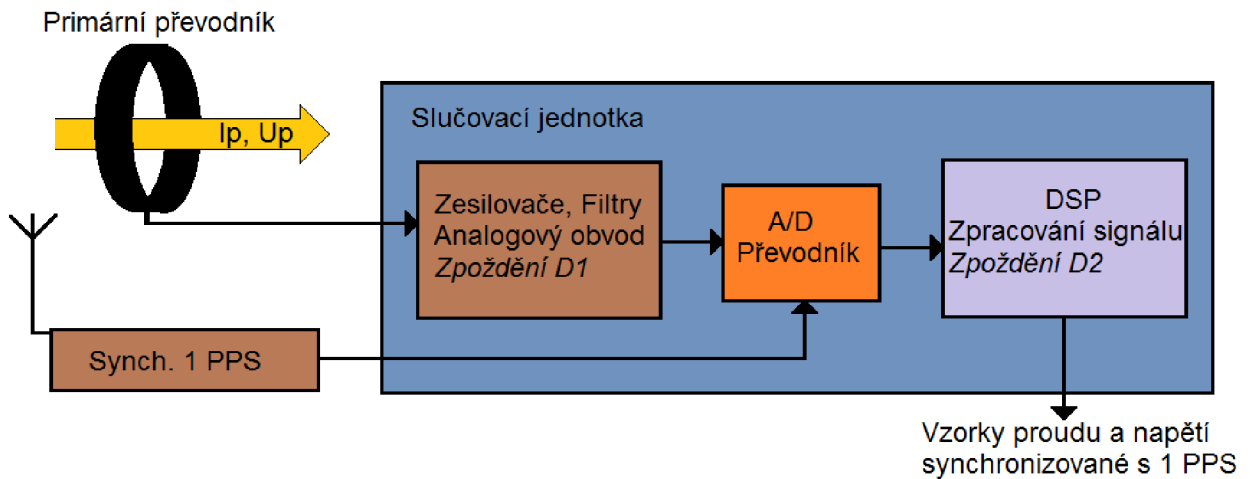 Primární převodník
Ip, Up
Slučovací jednotka
Zesilovače, Filtry
Analogový obvod
Zpoždění D1
A/D
Převodník
DSP
Zpracování signálu
Zpoždění D2
Synch. 1 PPS
Vzorky proudu a napětí
synchronizované s 1 PPS